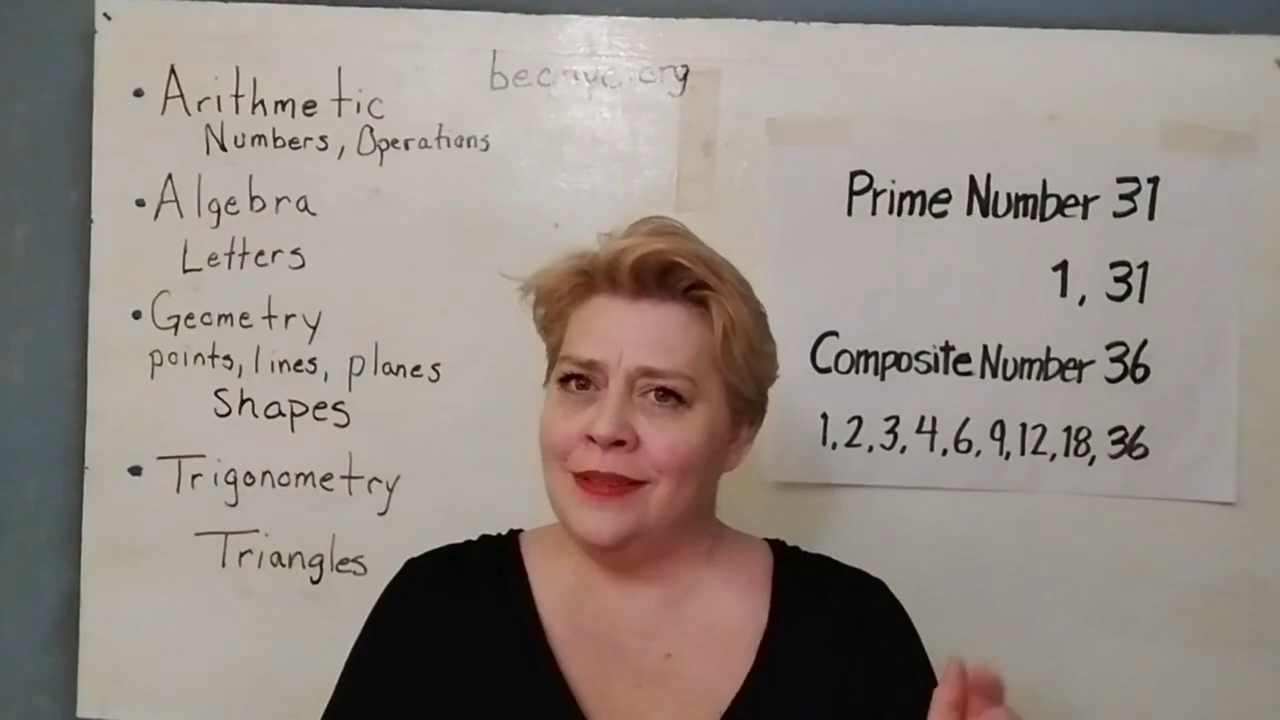 becnyc.org
• Arithmetic
Numbers, Operations
• Algebra
Letters
• Geometry
points, lines, planes
Shapes
• Trigonometry
Triangles
Prime Number 31
1, 31
Composite Number 36
1, 2, 3, 4, 6, 9, 12, 18, 36